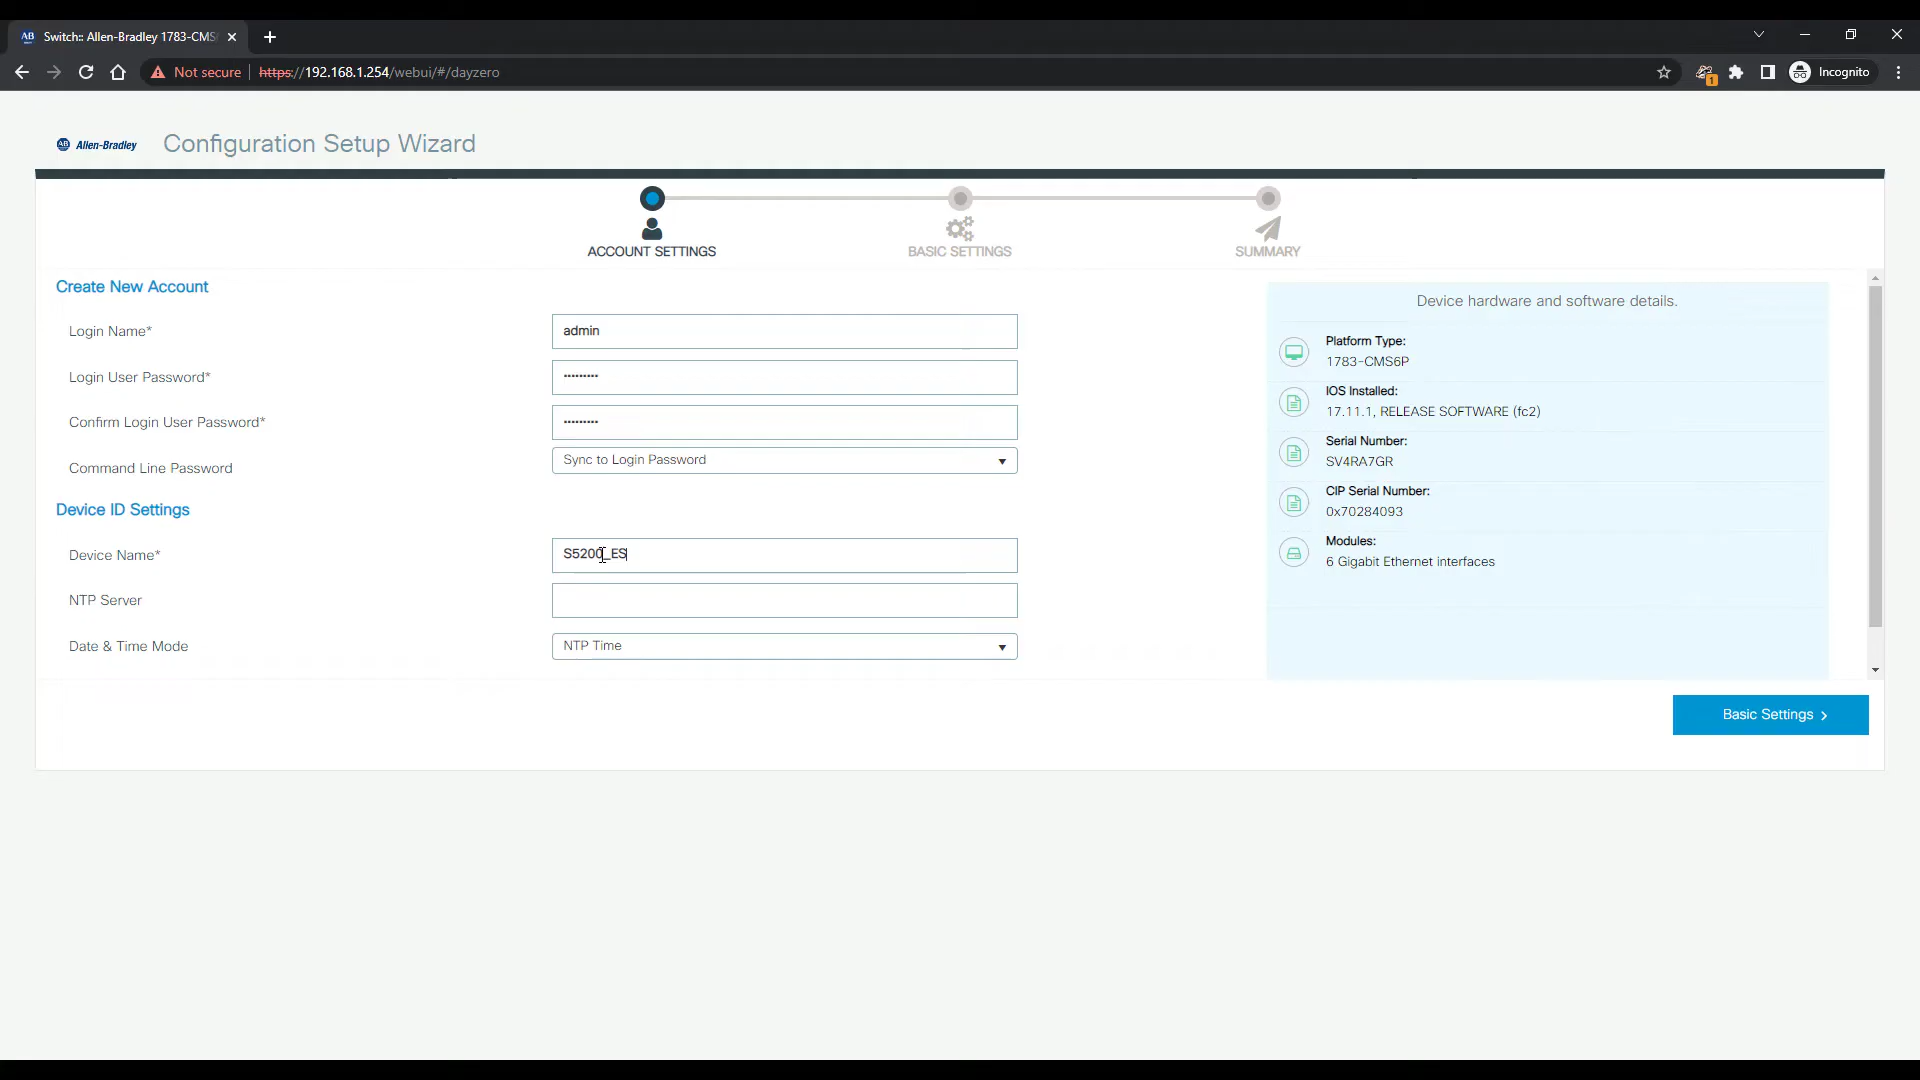 AB Switch:: Allen-Bradley 1783-CMS
Not secure https://192.168.1.254/webui/#/dayzero
1 Incognito
AB Allen-Bradley Configuration Setup Wizard
ACCOUNT SETTINGS BASIC SETTINGS SUMMARY
Create New Account
Login Name* admin
Login User Password* •••••••••
Confirm Login User Password* •••••••••
Command Line Password Sync to Login Password
Device ID Settings
Device Name* S5200_ES
NTP Server
Date & Time Mode NTP Time
Device hardware and software details.
Platform Type:
1783-CMS6P
IOS Installed:
17.11.1, RELEASE SOFTWARE (fc2)
Serial Number:
SV4RA7GR
CIP Serial Number:
0x70284093
Modules:
6 Gigabit Ethernet interfaces
Basic Settings >